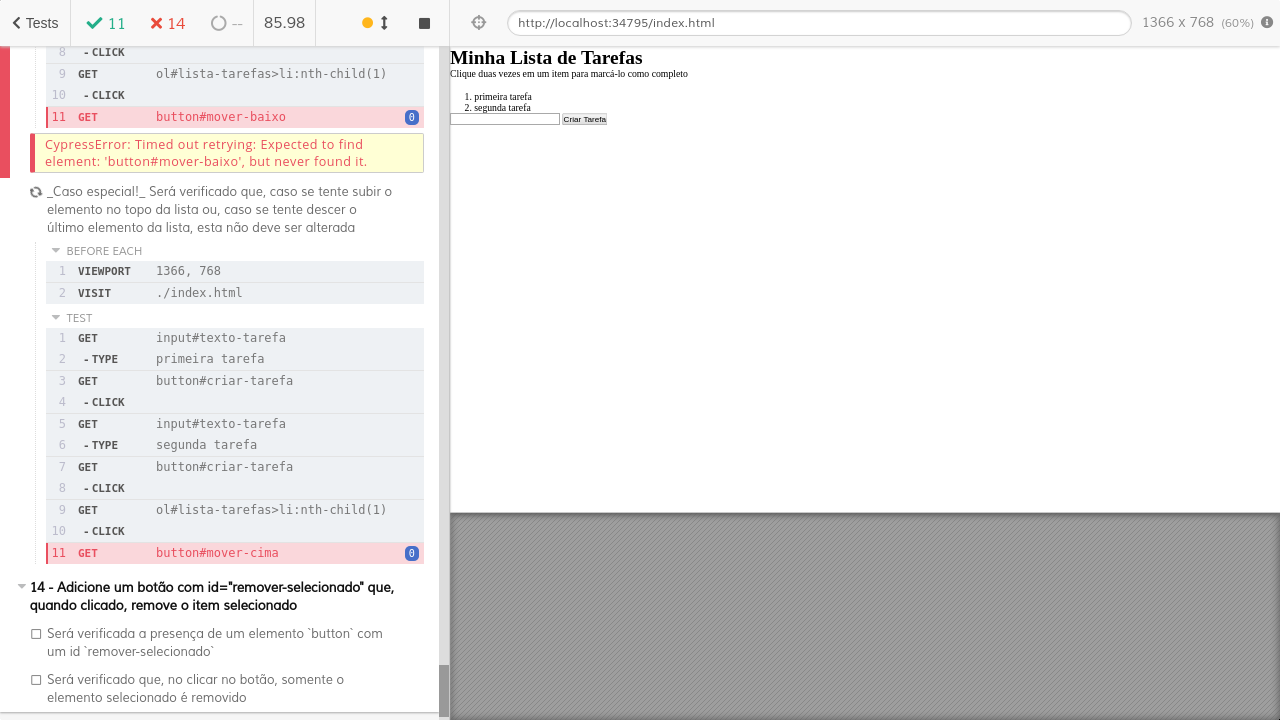 Tests 11 14 -- 85.98 http://localhost:34795/index.html 1366 x 768 (60%)
8 - CLICK
9 GET ol#lista-tarefas>li:nth-child(1)
10 - CLICK
11 GET button#mover-baixo 0
CypressError: Timed out retrying: Expected to find
element: 'button#mover-baixo', but never found it.
_Caso especial!_ Será verificado que, caso se tente subir o
elemento no topo da lista ou, caso se tente descer o
último elemento da lista, esta não deve ser alterada
BEFORE EACH
1 VIEWPORT 1366, 768
2 VISIT ./index.html
TEST
1 GET input#texto-tarefa
2 - TYPE primeira tarefa
3 GET button#criar-tarefa
4 - CLICK
5 GET input#texto-tarefa
6 - TYPE segunda tarefa
7 GET button#criar-tarefa
8 - CLICK
9 GET ol#lista-tarefas>li:nth-child(1)
10 - CLICK
11 GET button#mover-cima 0
14 - Adicione um botão com id="remover-selecionado" que,
quando clicado, remove o item selecionado
Será verificada a presença de um elemento `button` com
um id `remover-selecionado`
Será verificado que, no clicar no botão, somente o
elemento selecionado é removido
Minha Lista de Tarefas
Clique duas vezes em um item para marcá-lo como completo
1. primeira tarefa
2. segunda tarefa
Criar Tarefa